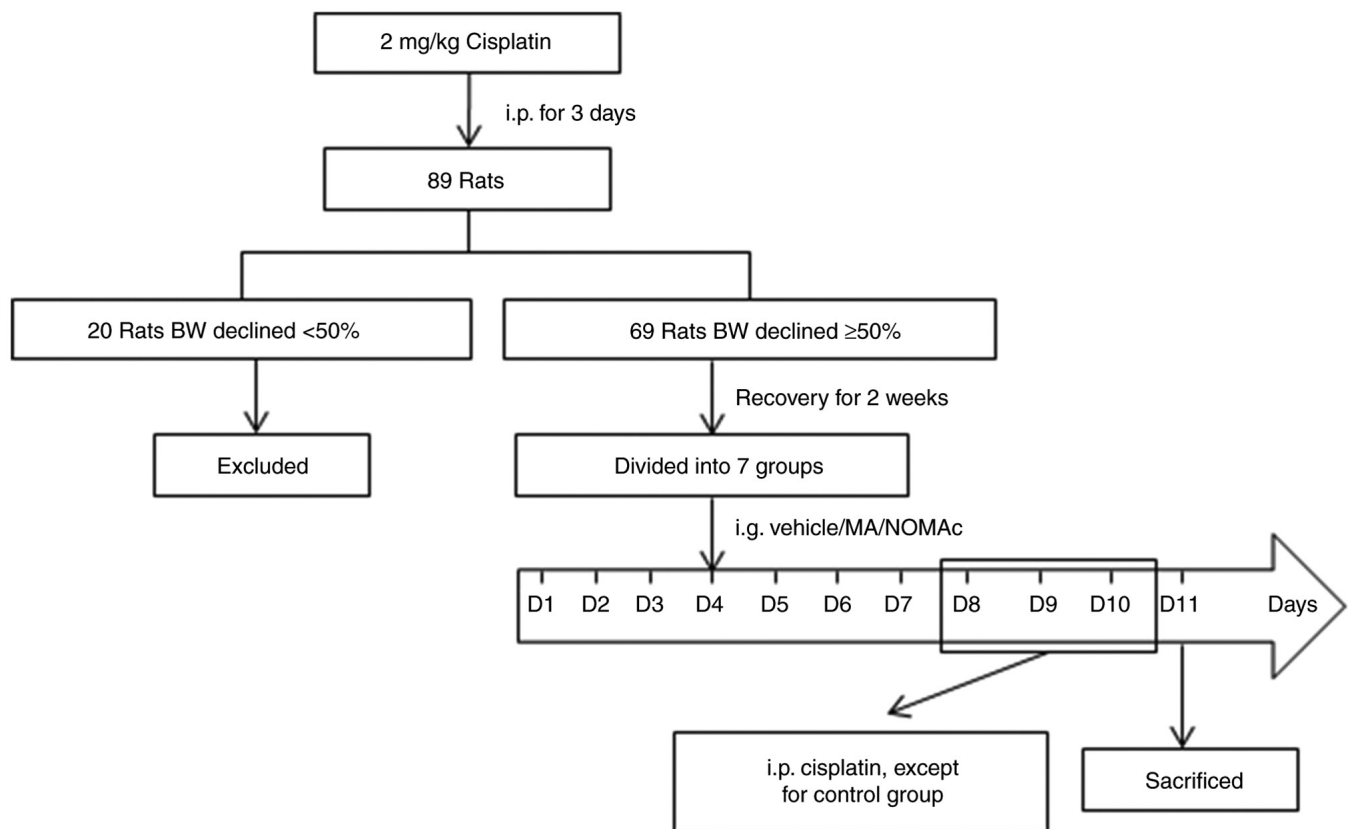 2 mg/kg Cisplatin
i.p. for 3 days
89 Rats
20 Rats BW declined <50%
69 Rats BW declined ≥50%
Recovery for 2 weeks
Excluded
Divided into 7 groups
i.g. vehicle/MA/NOMAc
D1 D2 D3 D4 D5 D6 D7 D8 D9 D10 D11 Days
i.p. cisplatin, except
for control group
Sacrificed